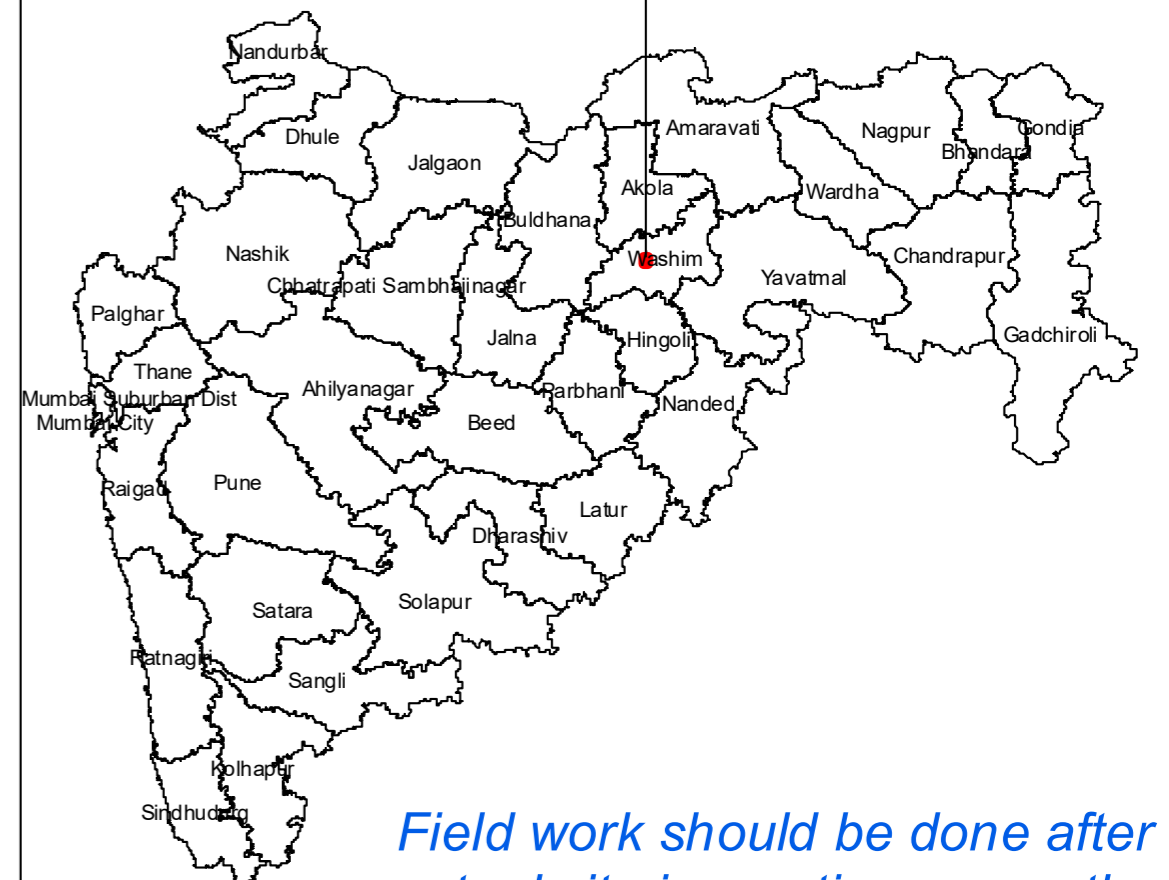 Nandurbar
Dhule
Jalgaon
Amaravati
Nagpur
Gondia
Bhandara
Akola
Wardha
Buldhana
Nashik
Washim
Chandrapur
Yavatmal
Chhatrapati Sambhajinagar
Palghar
Jalna
Hingoli
Gadchiroli
Thane
Ahilyanagar
Parbhani
Mumbai Suburban Dist
Nanded
Mumbai City
Beed
Raigad
Pune
Latur
Dharashiv
Satara
Solapur
Ratnagiri
Sangli
Kolhapur
Sindhudurg
Field work should be done after